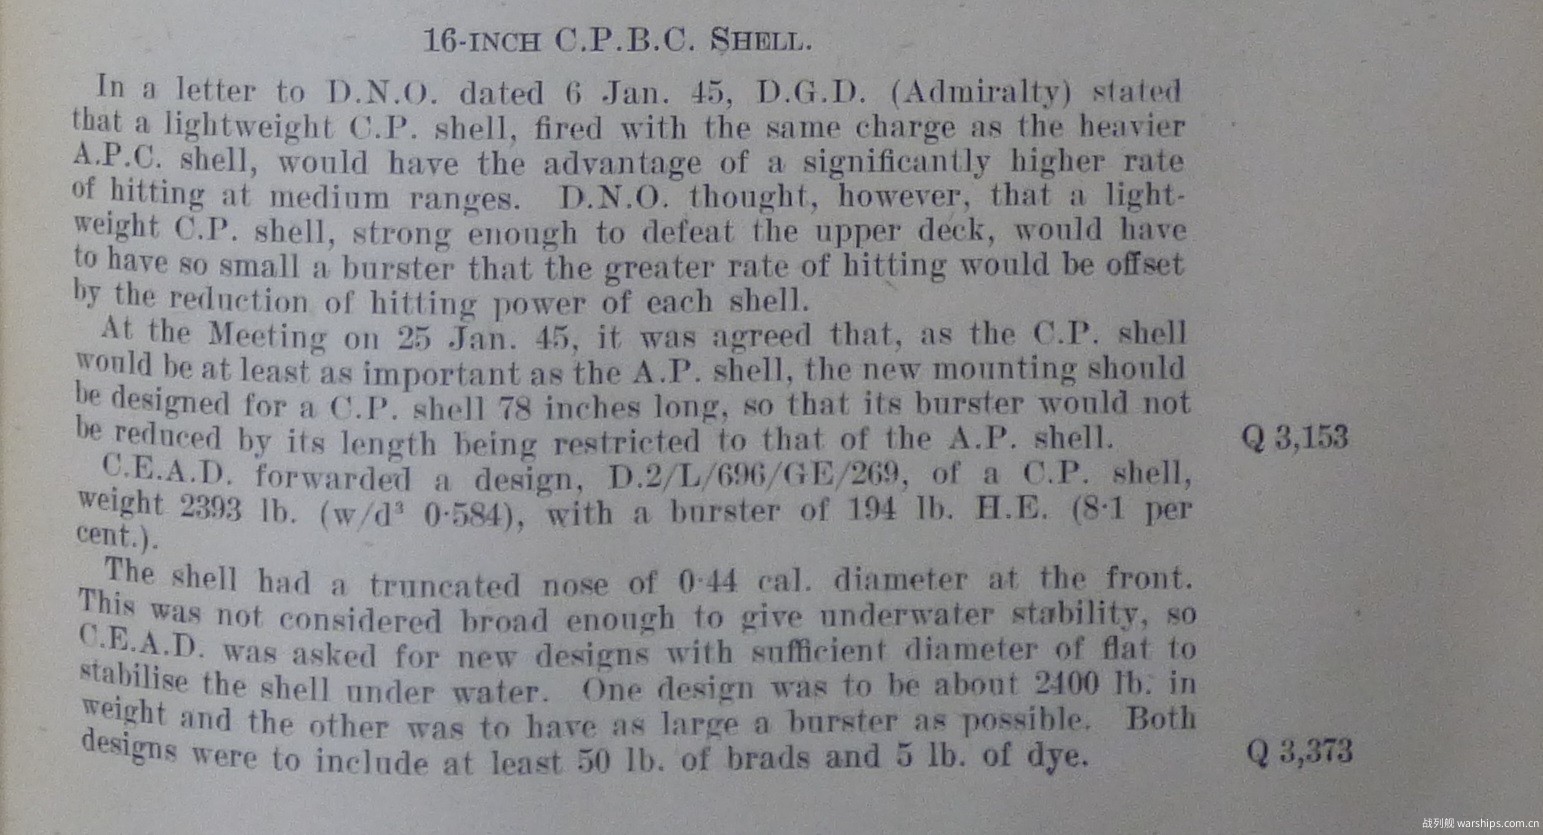 16-INCH C.P.B.C. SHELL.
In a letter to D.N.O. dated 6 Jan. 45, D.G.D. (Admiralty) stated
that a lightweight C.P. shell, fired with the same charge as the heavier
A.P.C. shell, would have the advantage of a significantly higher rate
of hitting at medium ranges. D.N.O. thought, however, that a light-
weight C.P. shell, strong enough to defeat the upper deck, would have
to have so small a burster that the greater rate of hitting would be offset
by the reduction of hitting power of each shell.
At the Meeting on 25 Jan. 45, it was agreed that, as the C.P. shell
would be at least as important as the A.P. shell, the new mounting should
be designed for a C.P. shell 78 inches long, so that its burster would not
be reduced by its length being restricted to that of the A.P. shell. Q 3,153
C.E.A.D. forwarded a design, D.2/L/696/GE/269, of a C.P. shell,
weight 2393 lb. (w/d³ 0·584), with a burster of 194 lb. H.E. (8·1 per
cent.).
The shell had a truncated nose of 0·44 cal. diameter at the front.
This was not considered broad enough to give underwater stability, so
C.E.A.D. was asked for new designs with sufficient diameter of flat to
stabilise the shell under water. One design was to be about 2400 lb. in
weight and the other was to have as large a burster as possible. Both
designs were to include at least 50 lb. of brads and 5 lb. of dye. Q 3,373
战列舰 warships.com.cn